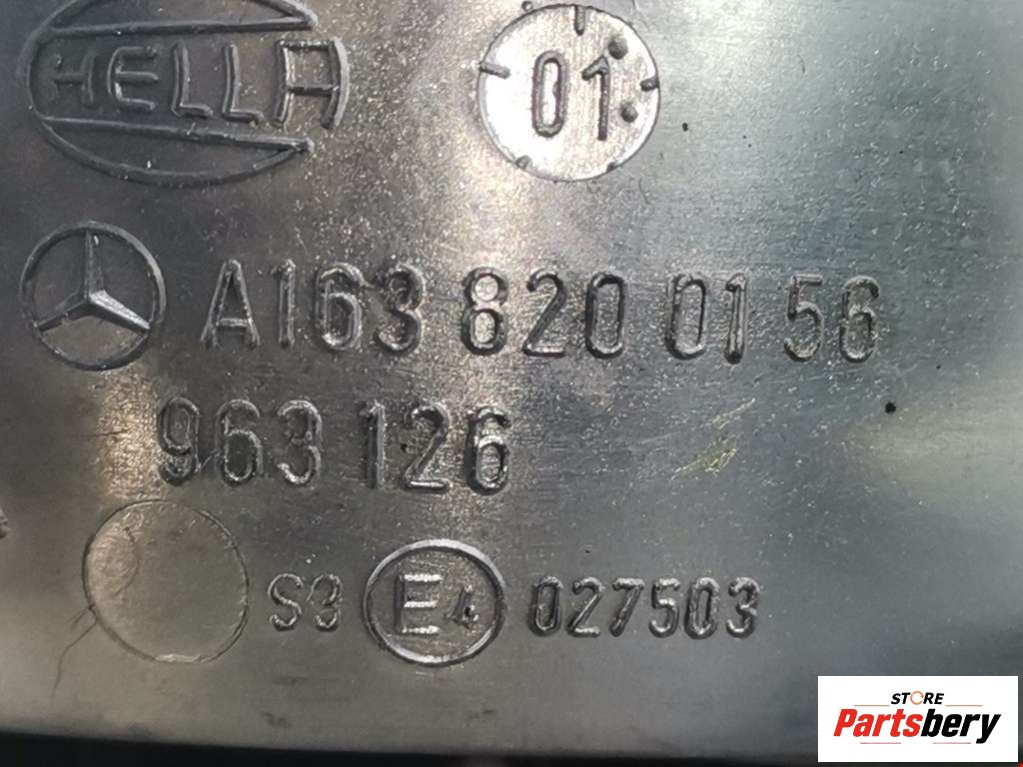 HELLA
01
A163 820 01 56
963 126
S3 E4 027503
STORE
Partsbery